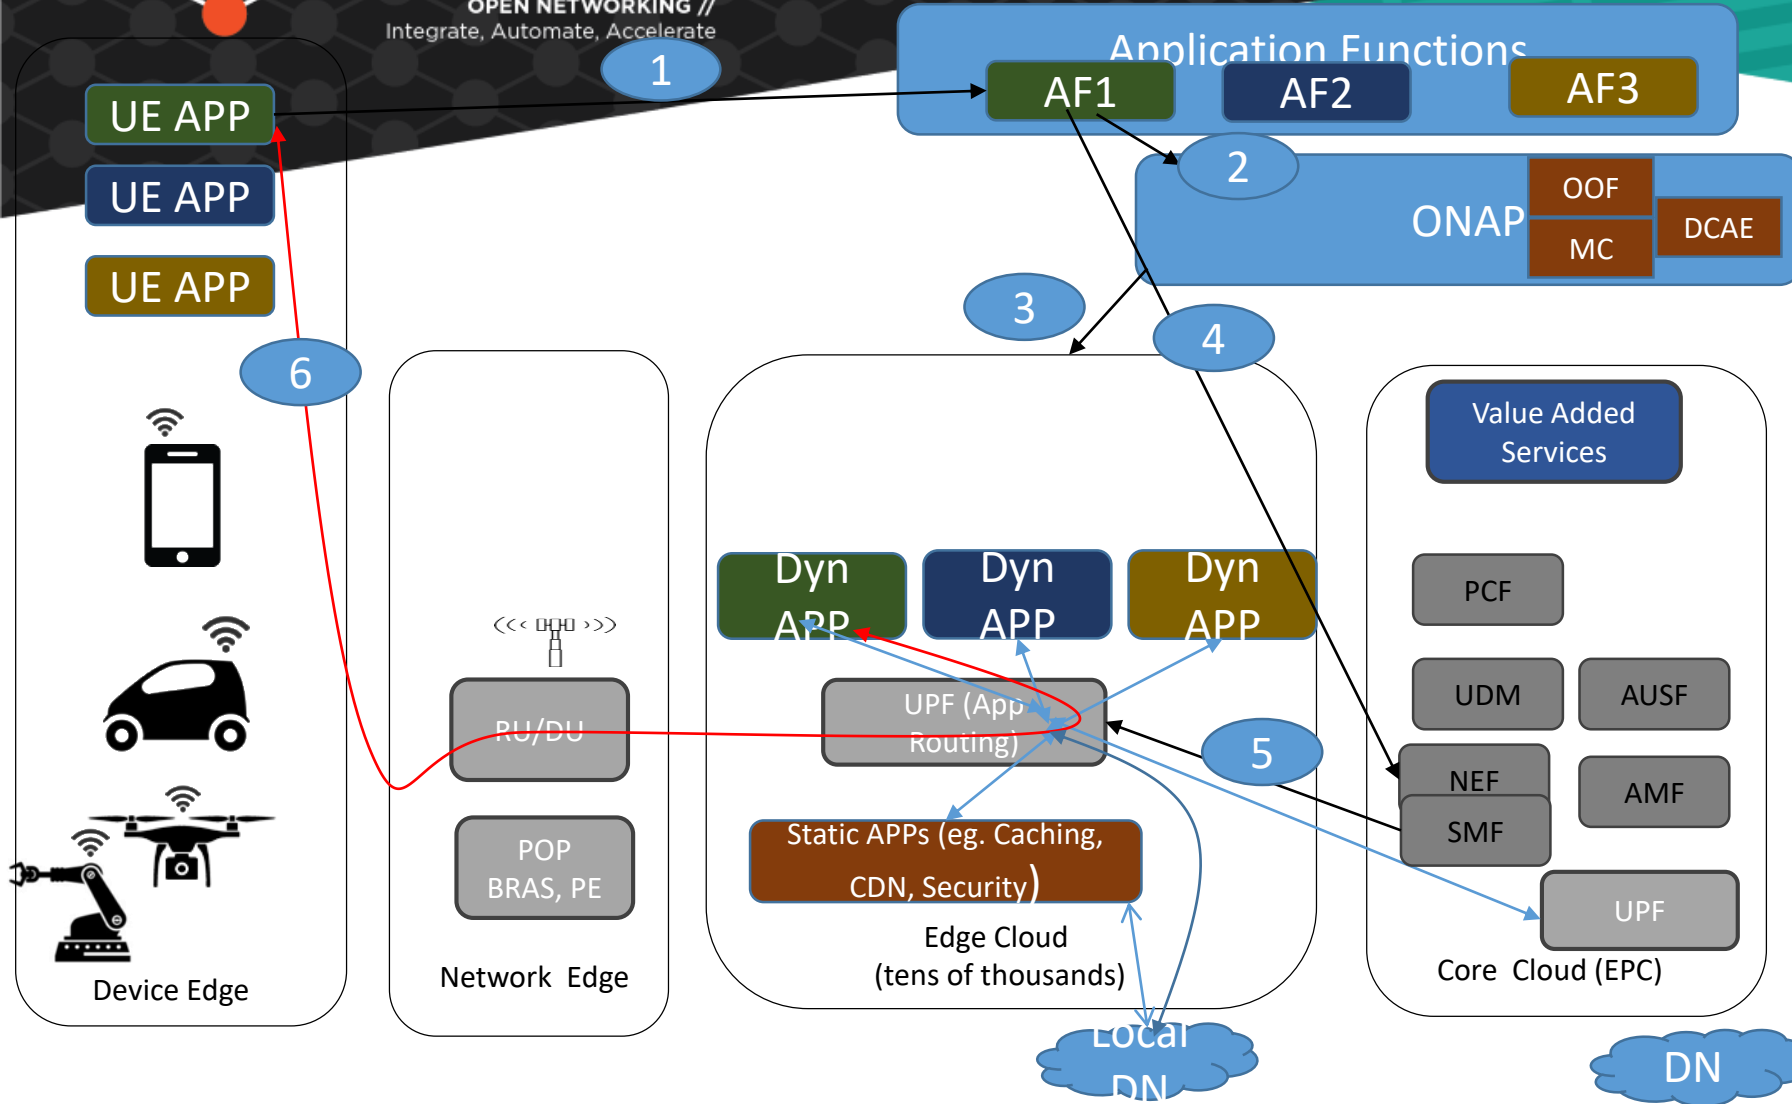 OPEN NETWORKING //
Integrate, Automate, Accelerate
Application Functions
1
UE APP
AF1
AF2
AF3
2
UE APP
ONAP
OOF
MC
DCAE
UE APP
3
4
6
Value Added
Services
Dyn
APP
Dyn
APP
Dyn
APP
PCF
UDM
AUSF
RU/DU
UPF (App
Routing)
5
NEF
SMF
AMF
POP
BRAS, PE
Static APPs (eg. Caching,
CDN, Security)
UPF
Edge Cloud
(tens of thousands)
Device Edge
Network Edge
Core Cloud (EPC)
Local
DN
DN